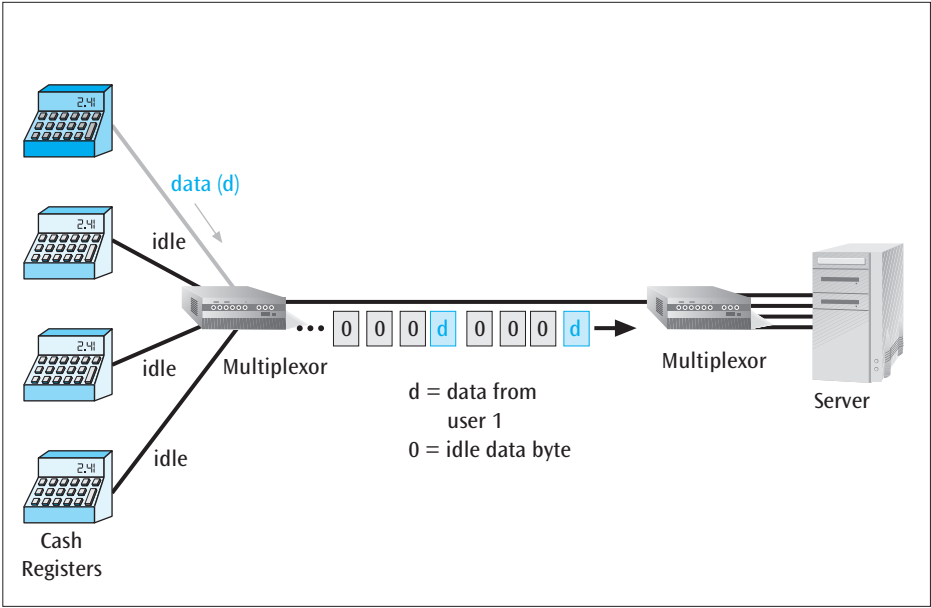 2.41
data (d)
2.41
idle
2.41
idle
Multiplexor
... 0 0 0 d 0 0 0 d
Multiplexor
d = data from
user 1
0 = idle data byte
Server
2.41
idle
Cash
Registers